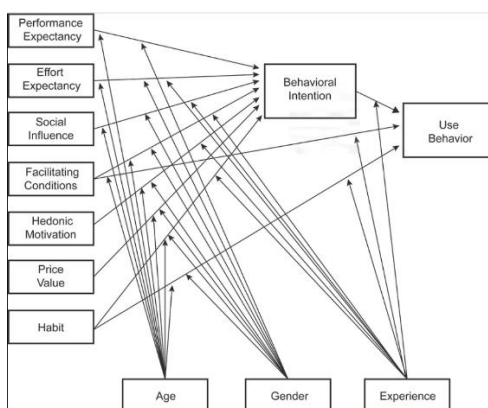 Performance
Expectancy
Effort
Expectancy
Social
Influence
Facilitating
Conditions
Hedonic
Motivation
Price
Value
Habit
Behavioral
Intention
Use
Behavior
Age
Gender
Experience